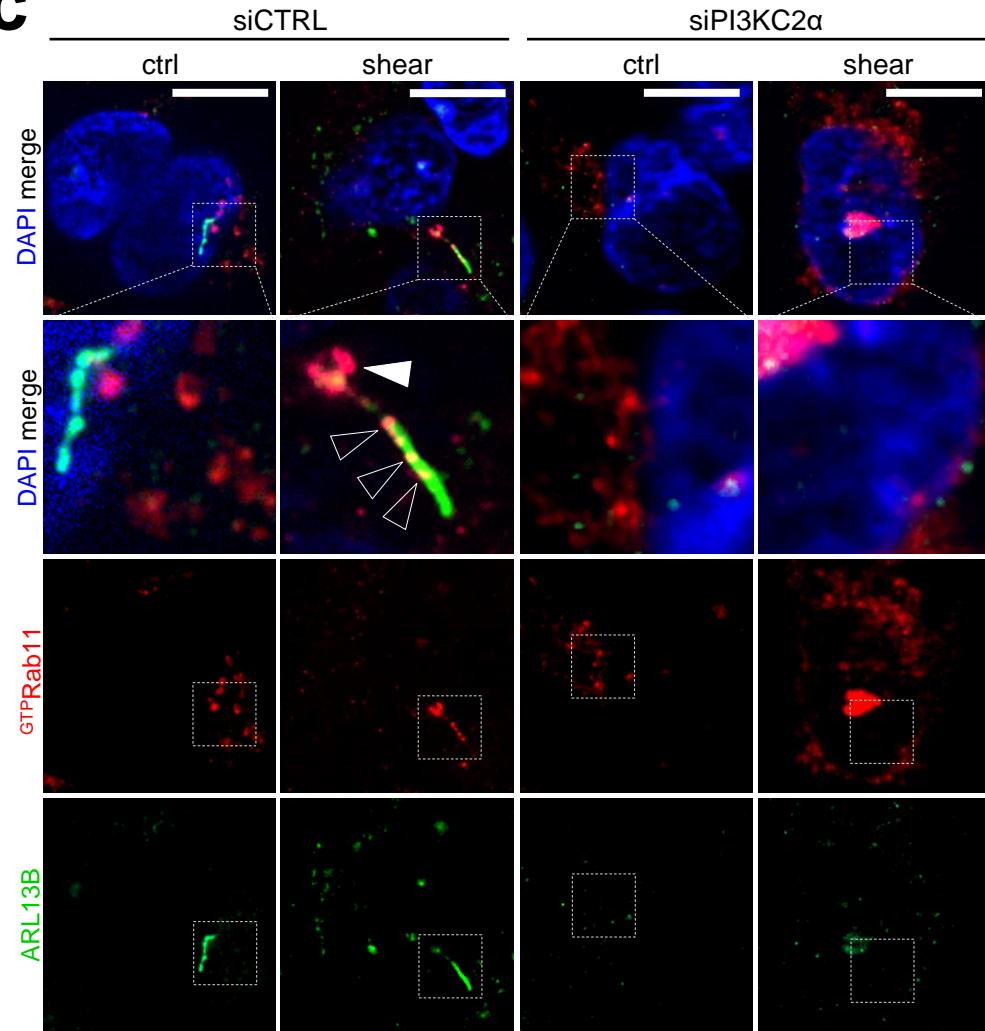 c
siCTRL siPI3KC2α
ctrl shear ctrl shear
DAPI merge
DAPI merge
GTPRab11
ARL13B